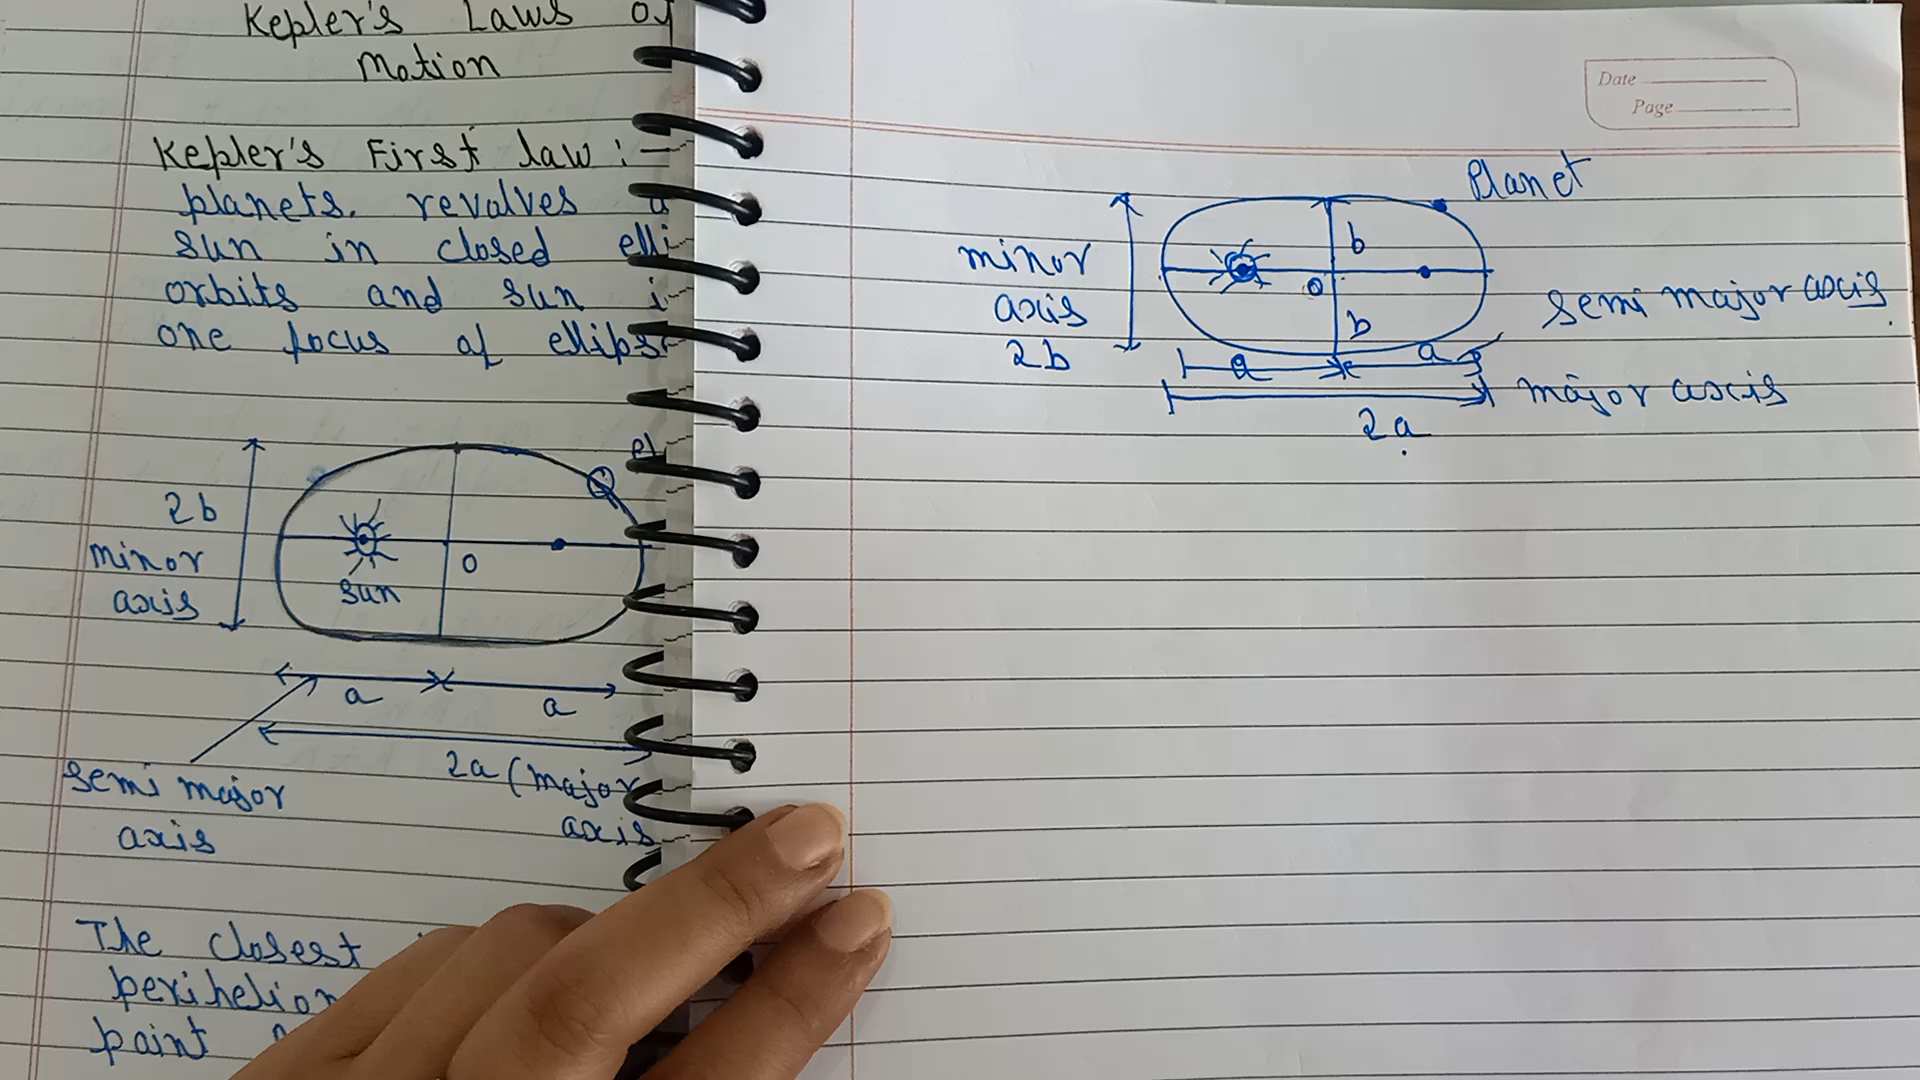 Kepler's Laws of
Motion
Kepler's First law :-
planets. revolves
sun in closed elli
orbits and sun i
one focus of ellips
2b
minor
axis
sun
O
Pl
a
a
2a (major
axis
semi major
axis
The closest
perihelion
point
Date
Page
Planet
minor
axis
2b
b
O
b
semi major axis
a
a
major axis
2a